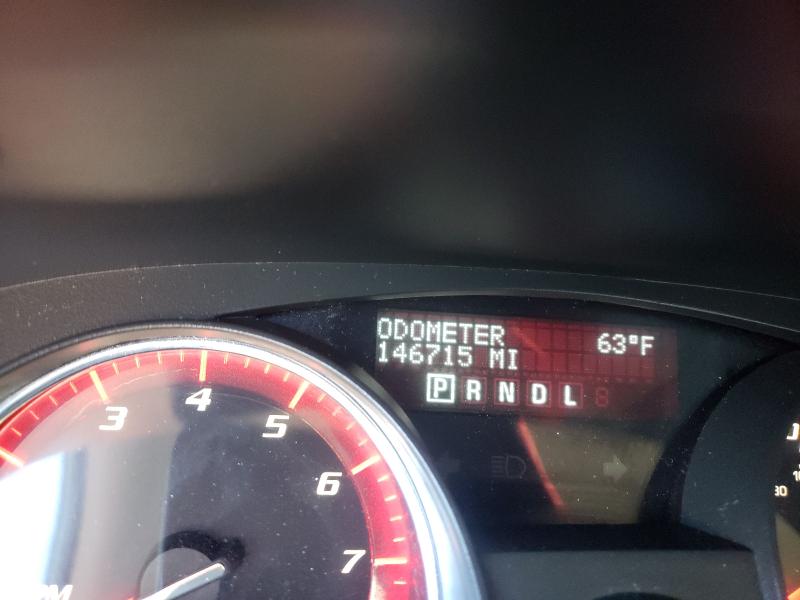 ODOMETER 63°F
146715 MI
P R N D L
3 4 5 6 7